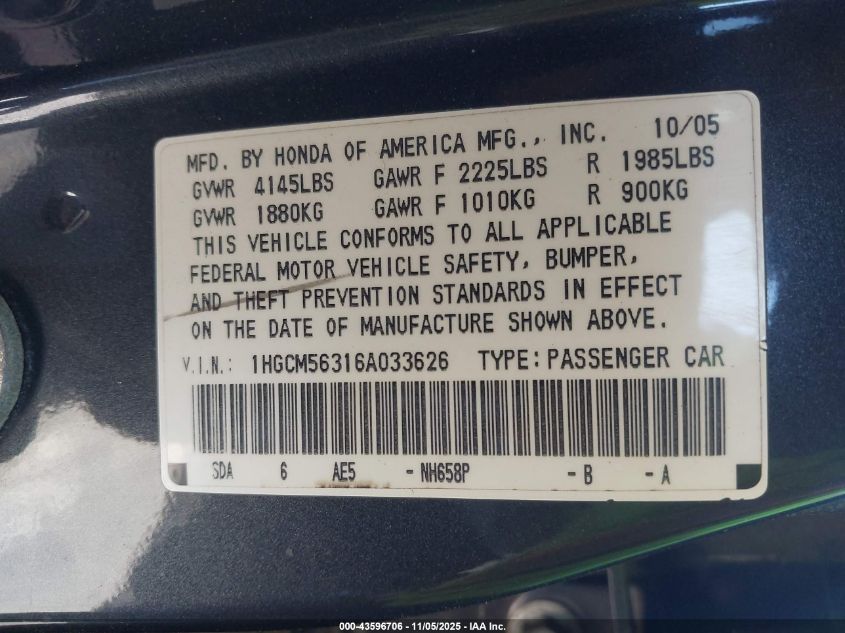 MFD. BY HONDA OF AMERICA MFG., INC. 10/05
GVWR 4145LBS GAWR F 2225LBS R 1985LBS
GVWR 1880KG GAWR F 1010KG R 900KG
THIS VEHICLE CONFORMS TO ALL APPLICABLE
FEDERAL MOTOR VEHICLE SAFETY, BUMPER,
AND THEFT PREVENTION STANDARDS IN EFFECT
ON THE DATE OF MANUFACTURE SHOWN ABOVE.
V.I.N.: 1HGCM56316A033626 TYPE: PASSENGER CAR
SDA 6 AE5 -NH658P -B -A
000-43596706 - 11/05/2025 - IAA Inc.